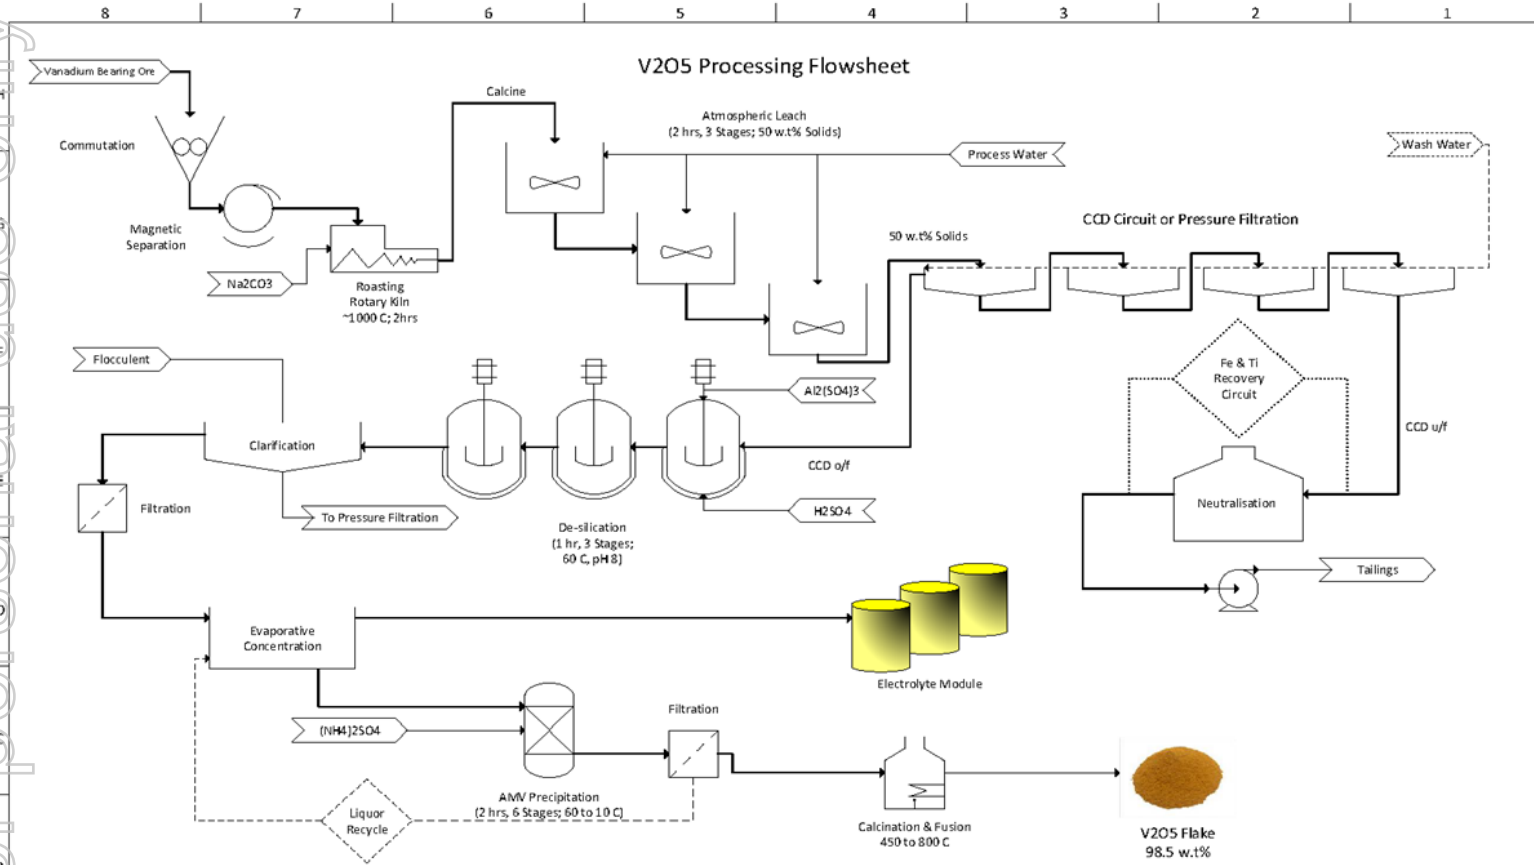 8 7 6 5 4 3 2 1
V2O5 Processing Flowsheet
Vanadium Bearing Ore
Commutation
Magnetic
Separation
Na2CO3
Roasting
Rotary Kiln
~1000 C; 2hrs
Calcine
Atmospheric Leach
(2 hrs, 3 Stages; 50 w.t% Solids)
Process Water
Wash Water
CCD Circuit or Pressure Filtration
50 w.t% Solids
Flocculent
Clarification
Filtration
To Pressure Filtration
De-silication
(1 hr, 3 Stages;
60 C, pH 8)
Al2(SO4)3
CCD o/f
H2SO4
Fe & Ti
Recovery
Circuit
CCD u/f
Neutralisation
Tailings
Evaporative
Concentration
Electrolyte Module
(NH4)2SO4
AMV Precipitation
(2 hrs, 6 Stages; 60 to 10 C)
Filtration
Liquor
Recycle
Calcination & Fusion
450 to 800 C
V2O5 Flake
98.5 w.t%